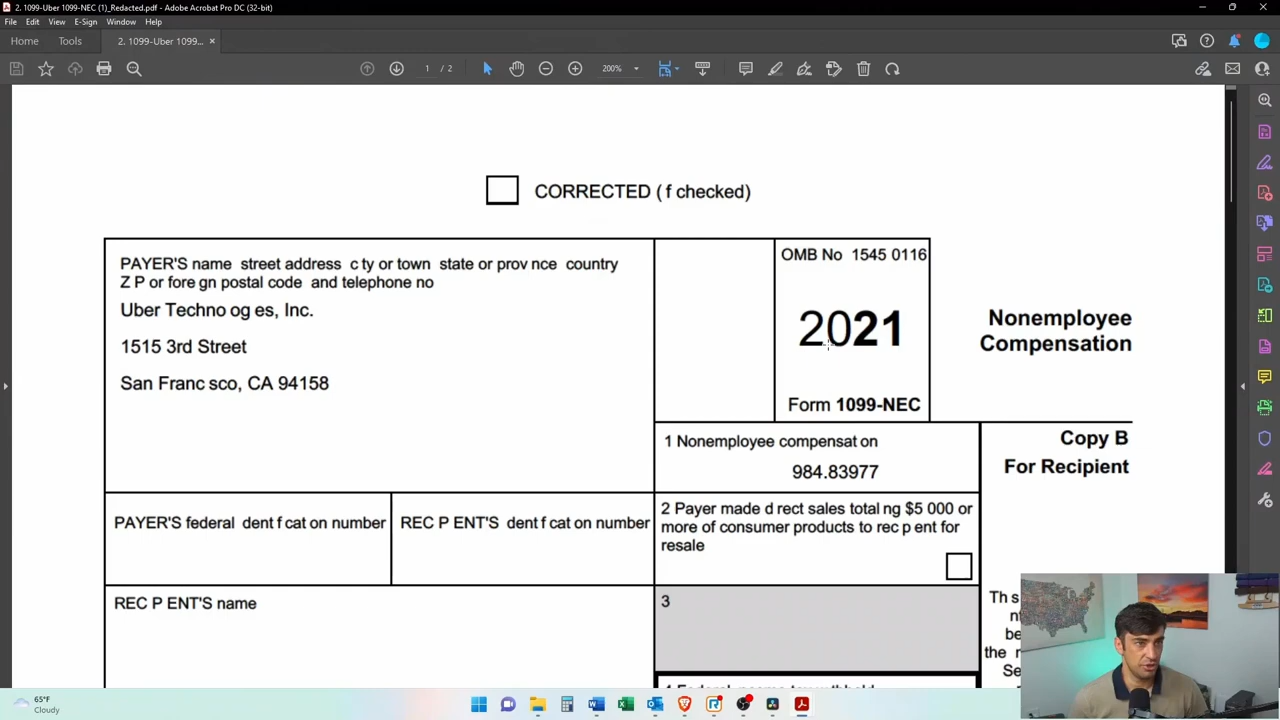 2. 1099-Uber 1099-NEC (1)_Redacted.pdf - Adobe Acrobat Pro DC (32-bit)
File Edit View E-Sign Window Help
Home Tools 2. 1099-Uber 1099... ×
1 / 2 200%
CORRECTED ( f checked)
PAYER'S name street address c ty or town state or prov nce country
Z P or fore gn postal code and telephone no
Uber Techno og es, Inc.
1515 3rd Street
San Franc sco, CA 94158
OMB No 1545 0116
2021
Form 1099-NEC
Nonemployee
Compensation
1 Nonemployee compensat on
984.83977
Copy B
For Recipient
PAYER'S federal dent f cat on number
REC P ENT'S dent f cat on number
2 Payer made d rect sales total ng $5 000 or
more of consumer products to rec p ent for
resale
REC P ENT'S name
3
Th s
nt
be
the n
Se
65°F
Cloudy